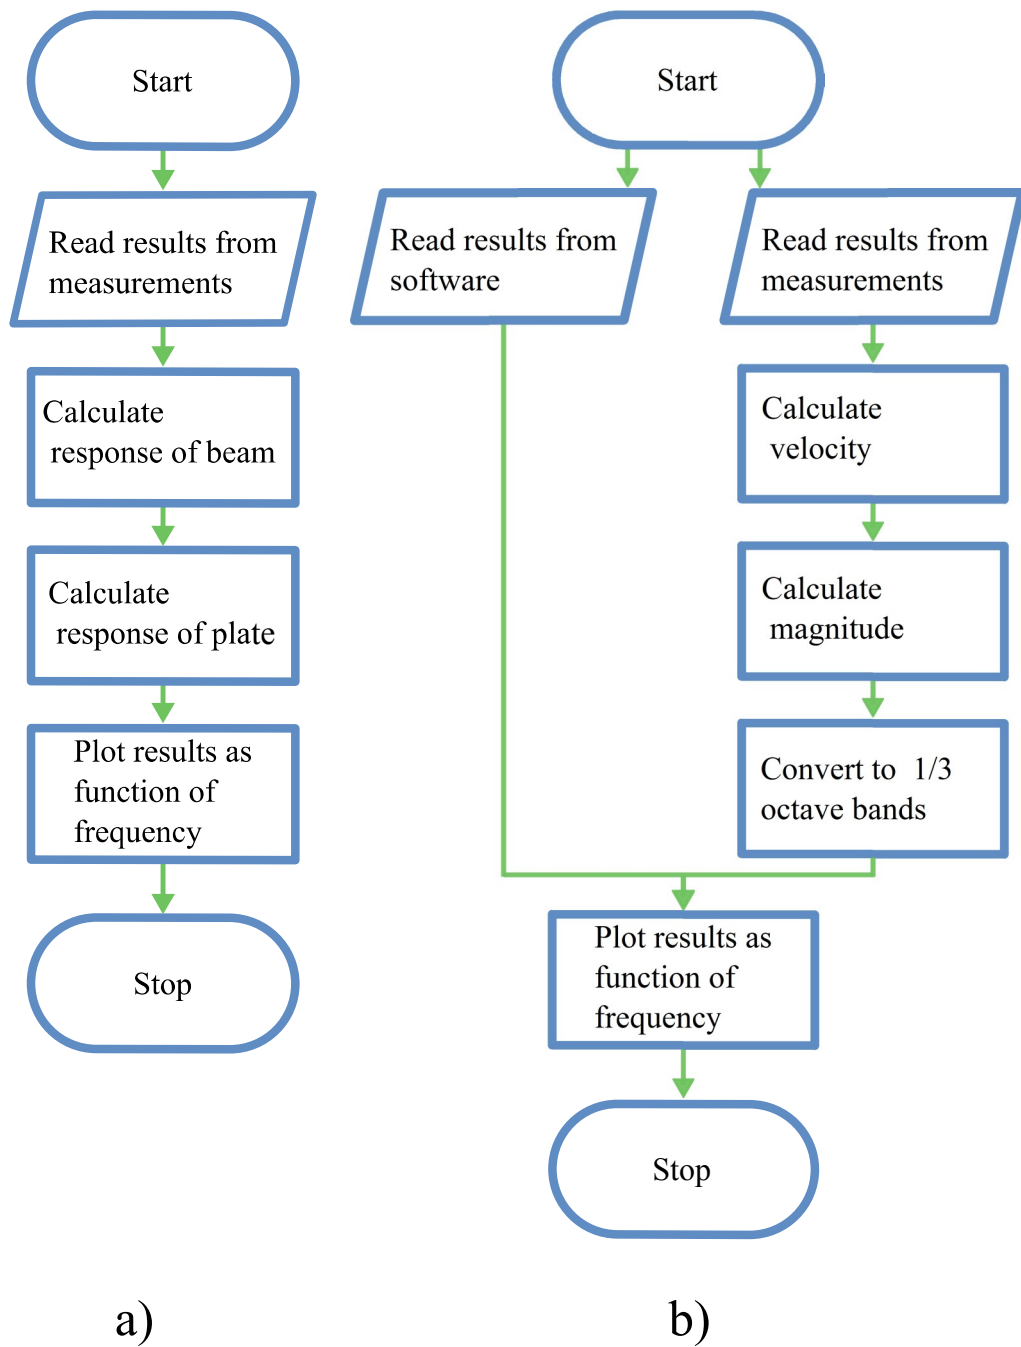 Start
Read results from
measurements
Calculate
response of beam
Calculate
response of plate
Plot results as
function of
frequency
Stop
a)
Start
Read results from
software
Read results from
measurements
Calculate
velocity
Calculate
magnitude
Convert to 1/3
octave bands
Plot results as
function of
frequency
Stop
b)